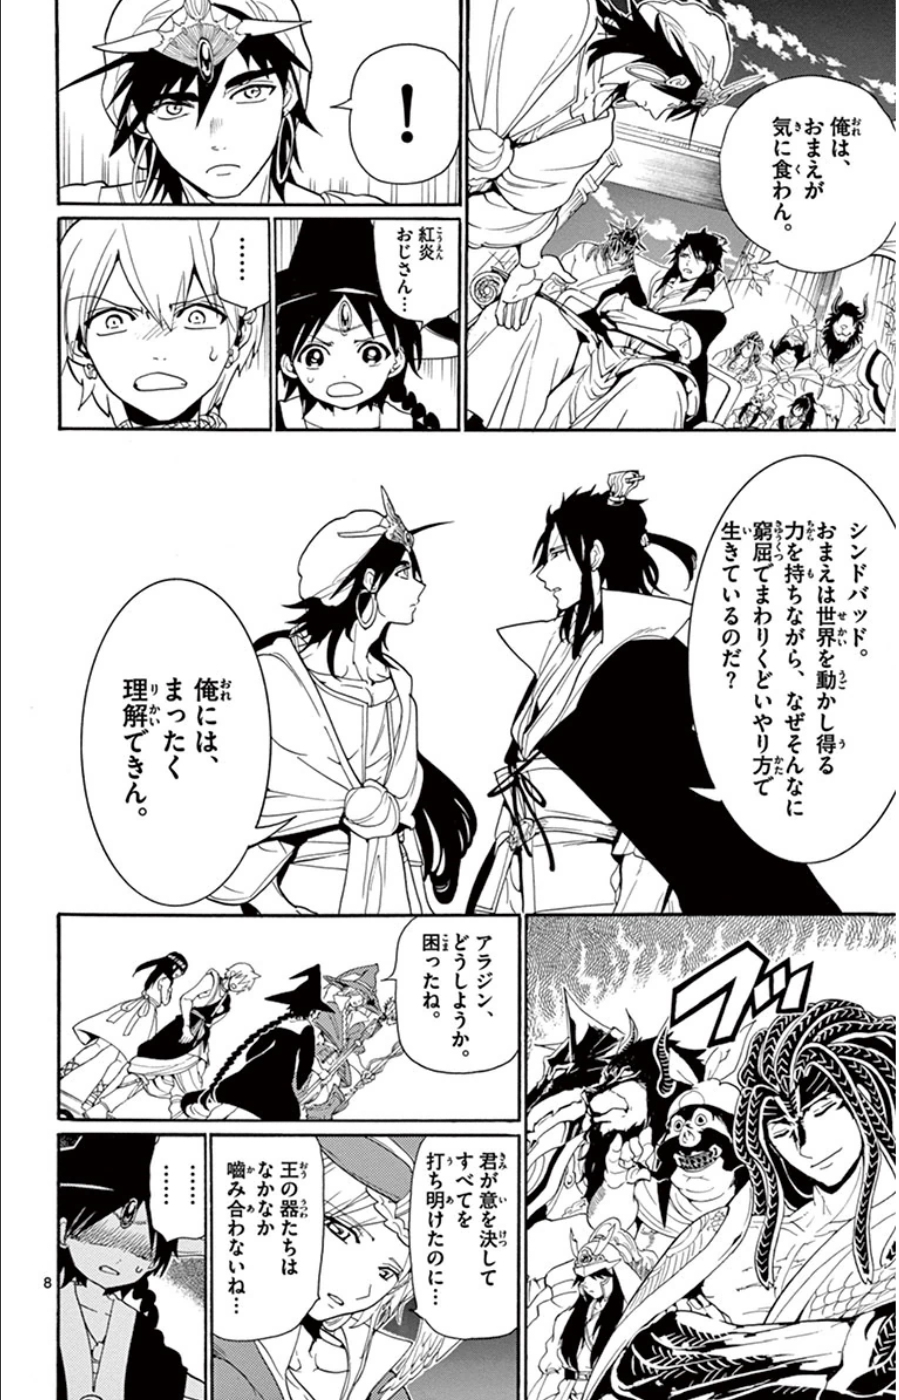 俺は、
おまえが
気に食わん。
！
紅炎
おじさん…
……
シンドバッド。
おまえは世界を動かし得る
力を持ちながら、なぜそんなに
窮屈でまわりくどいやり方で
生きているのだ？
俺には、
まったく
理解できん。
フッ
アラジン、
どうしようか。
困ったね。
君が意を決して
すべてを
打ち明けたのに…
王の器たちは
なかなか
嚙み合わないね…
……
……
8